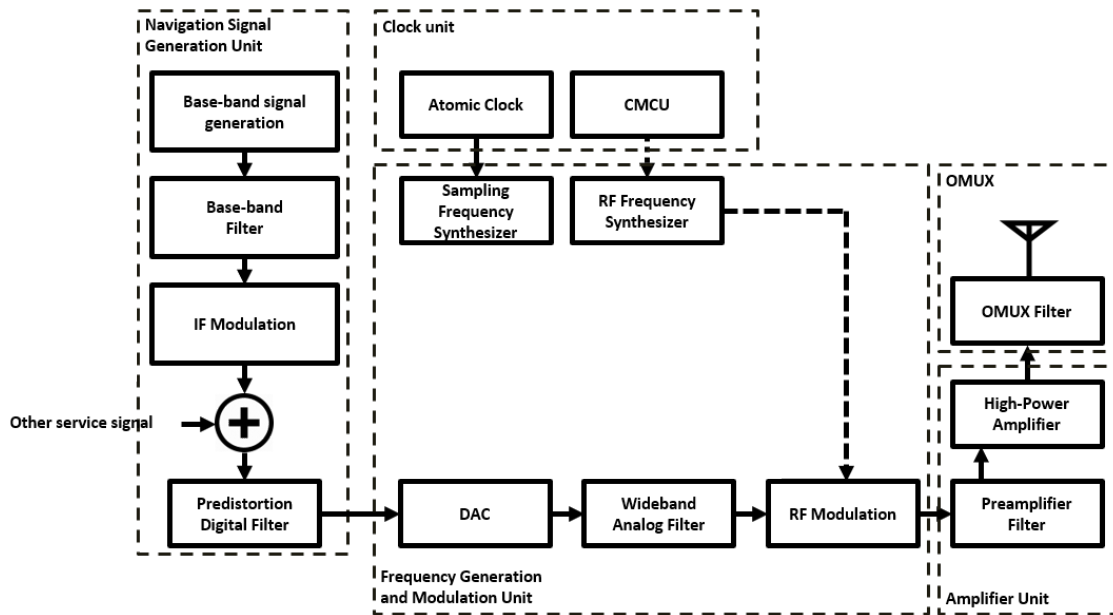 Navigation Signal
Generation Unit
Base-band signal
generation
Base-band
Filter
IF Modulation
Other service signal
Predistortion
Digital Filter
Clock unit
Atomic Clock
CMCU
Sampling
Frequency
Synthesizer
RF Frequency
Synthesizer
DAC
Wideband
Analog Filter
RF Modulation
Frequency Generation
and Modulation Unit
OMUX
OMUX Filter
High-Power
Amplifier
Preamplifier
Filter
Amplifier Unit